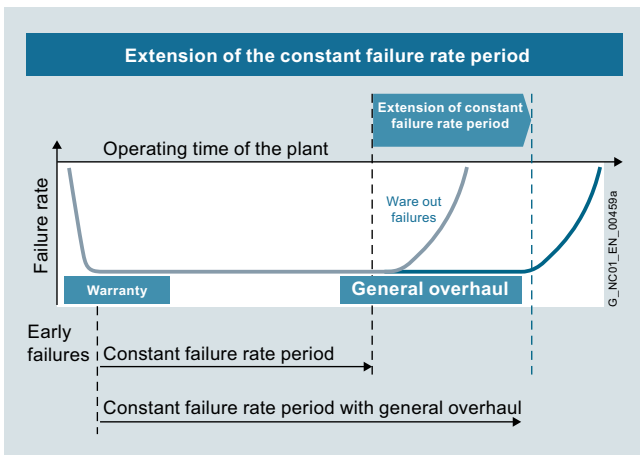 Extension of the constant failure rate period
Extension of constant
failure rate period
Operating time of the plant
Failure rate
Ware out
failures
G_NC01_EN_00459a
Warranty
General overhaul
Early
failures
Constant failure rate period
Constant failure rate period with general overhaul